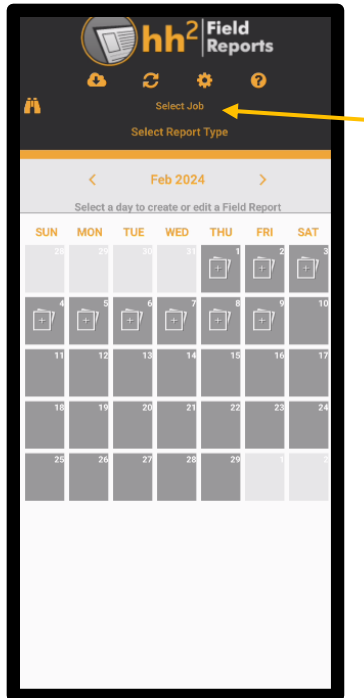 hh2 Field Reports
Select Job
Select Report Type
Feb 2024
Select a day to create or edit a Field Report
SUN MON TUE WED THU FRI SAT
28 29 30 31 1 2 3
4 5 6 7 8 9 10
11 12 13 14 15 16 17
18 19 20 21 22 23 24
25 26 27 28 29 1 2